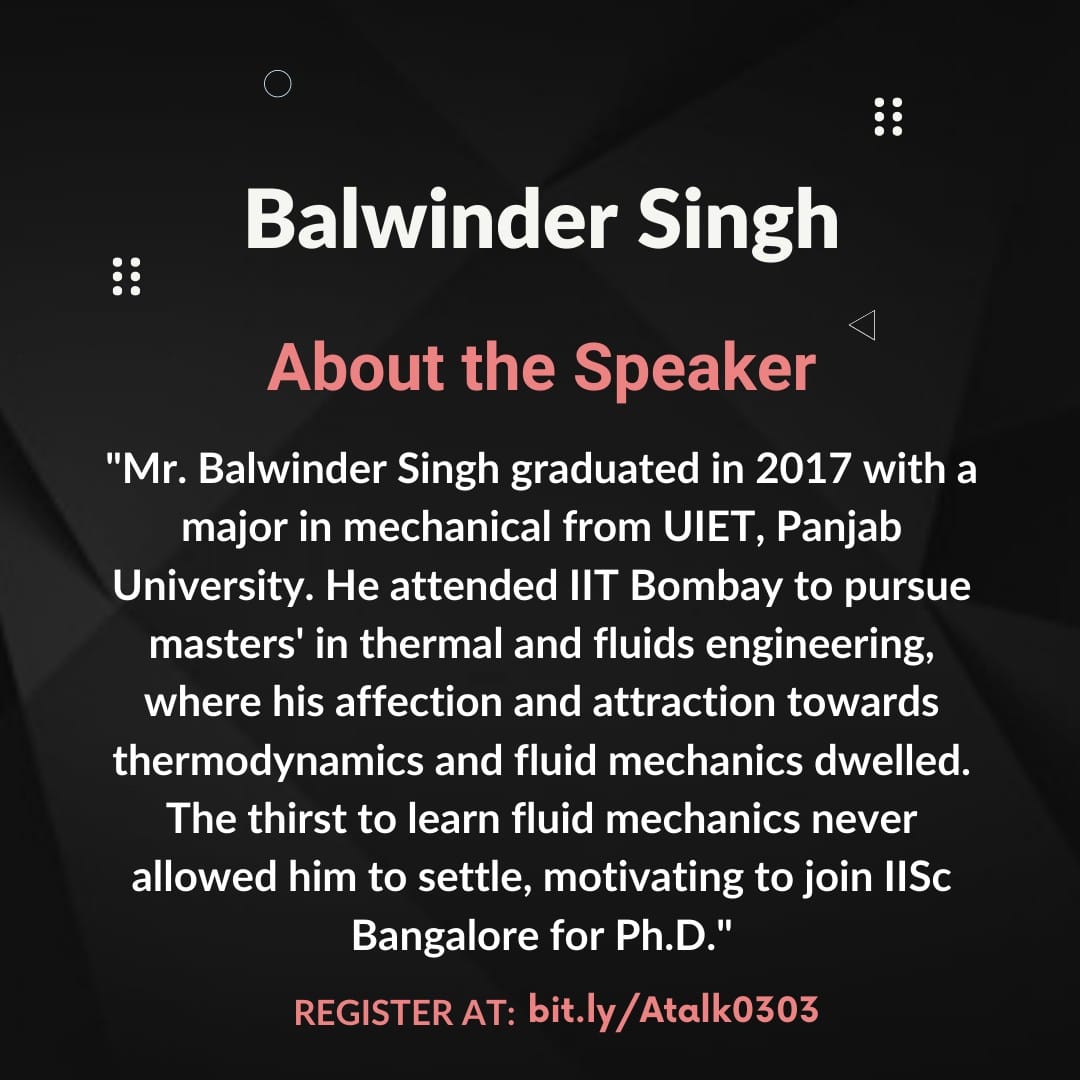 Balwinder Singh
About the Speaker
"Mr. Balwinder Singh graduated in 2017 with a
major in mechanical from UIET, Panjab
University. He attended IIT Bombay to pursue
masters' in thermal and fluids engineering,
where his affection and attraction towards
thermodynamics and fluid mechanics dwelled.
The thirst to learn fluid mechanics never
allowed him to settle, motivating to join IISc
Bangalore for Ph.D."
REGISTER AT: bit.ly/Atalk0303